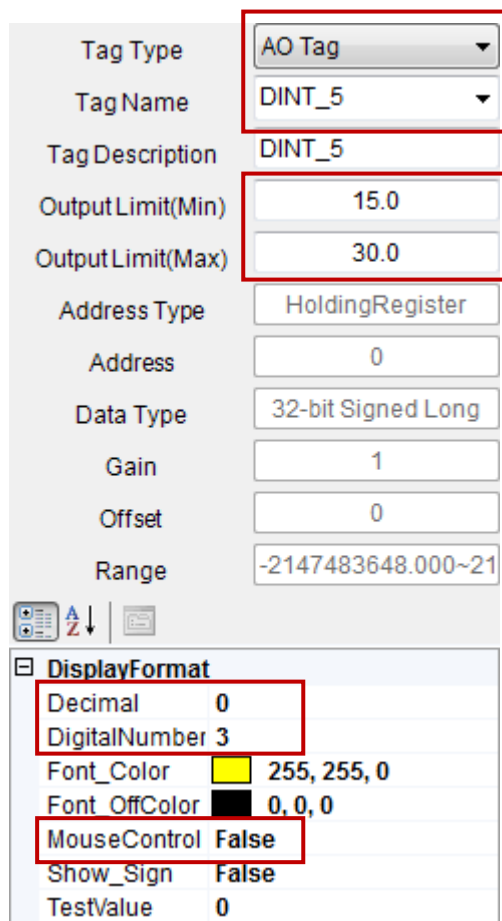 Tag Type AO Tag
Tag Name DINT_5
Tag Description DINT_5
Output Limit(Min) 15.0
Output Limit(Max) 30.0
Address Type HoldingRegister
Address 0
Data Type 32-bit Signed Long
Gain 1
Offset 0
Range -2147483648.000~21
A
Z
DisplayFormat
Decimal 0
DigitalNumber 3
Font_Color 255, 255, 0
Font_OffColor 0, 0, 0
MouseControl False
Show_Sign False
TestValue 0